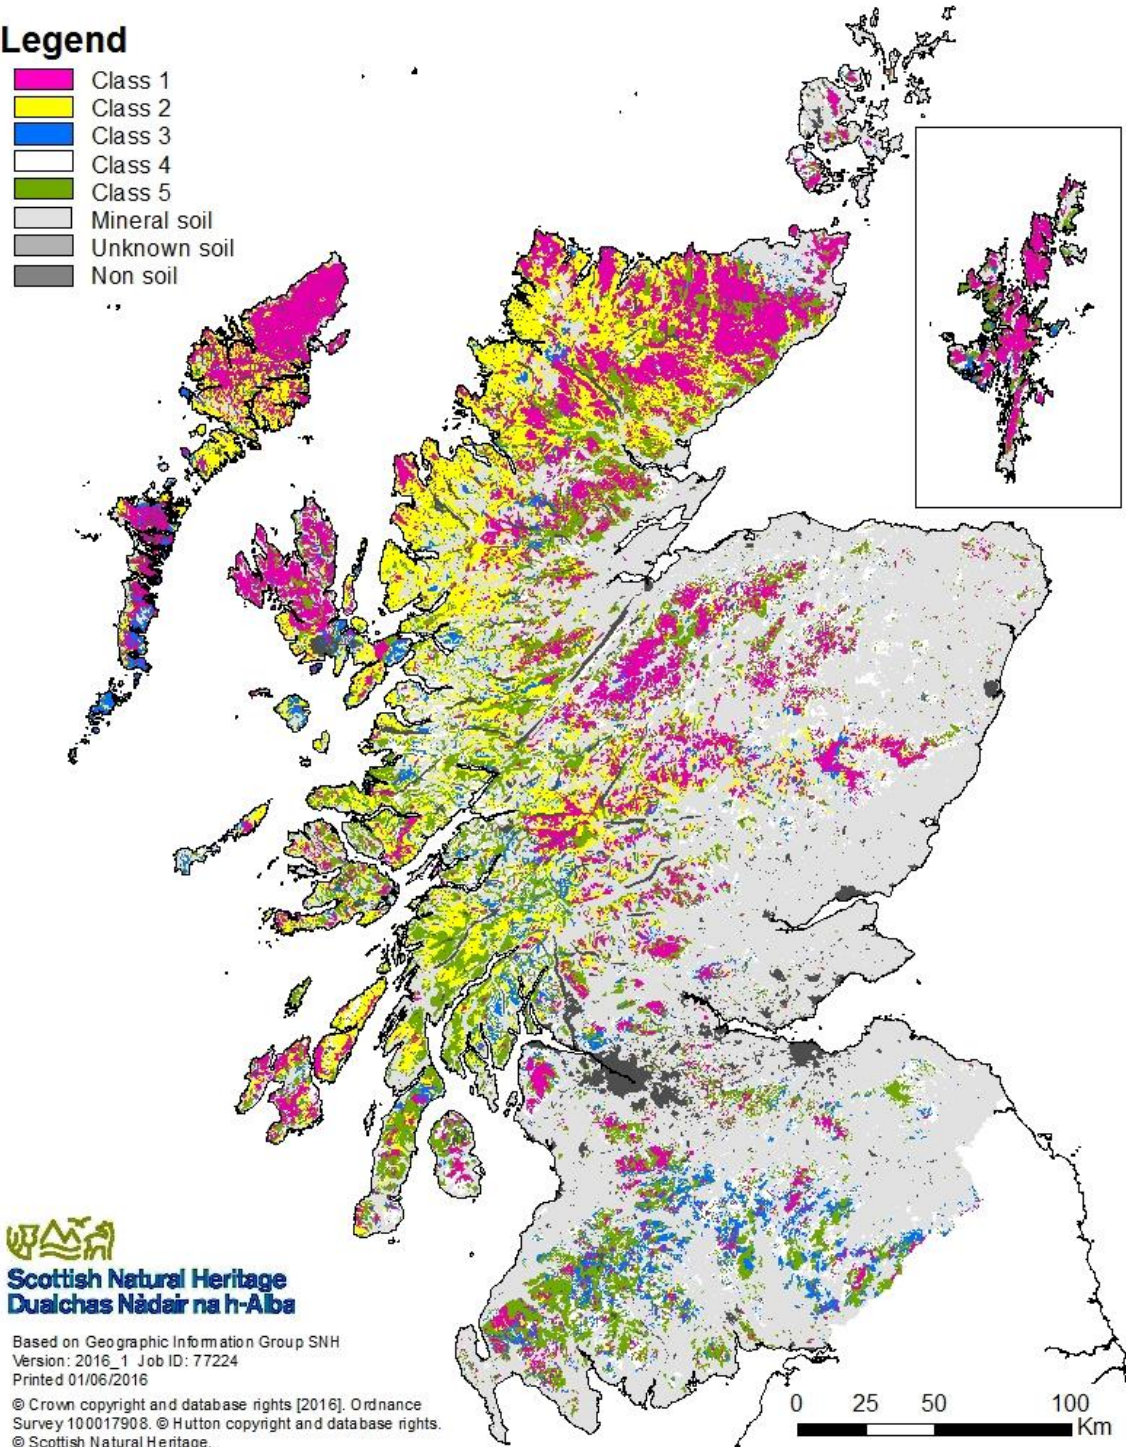 Legend
Class 1
Class 2
Class 3
Class 4
Class 5
Mineral soil
Unknown soil
Non soil
Scottish Natural Heritage
Dualchas Nàdair na h-Alba
Based on Geographic Information Group SNH
Version: 2016_1 Job ID: 77224
Printed 01/06/2016
© Crown copyright and database rights [2016]. Ordnance
Survey 100017908. © Hutton copyright and database rights.
© Scottish Natural Heritage.
0 25 50 100
Km